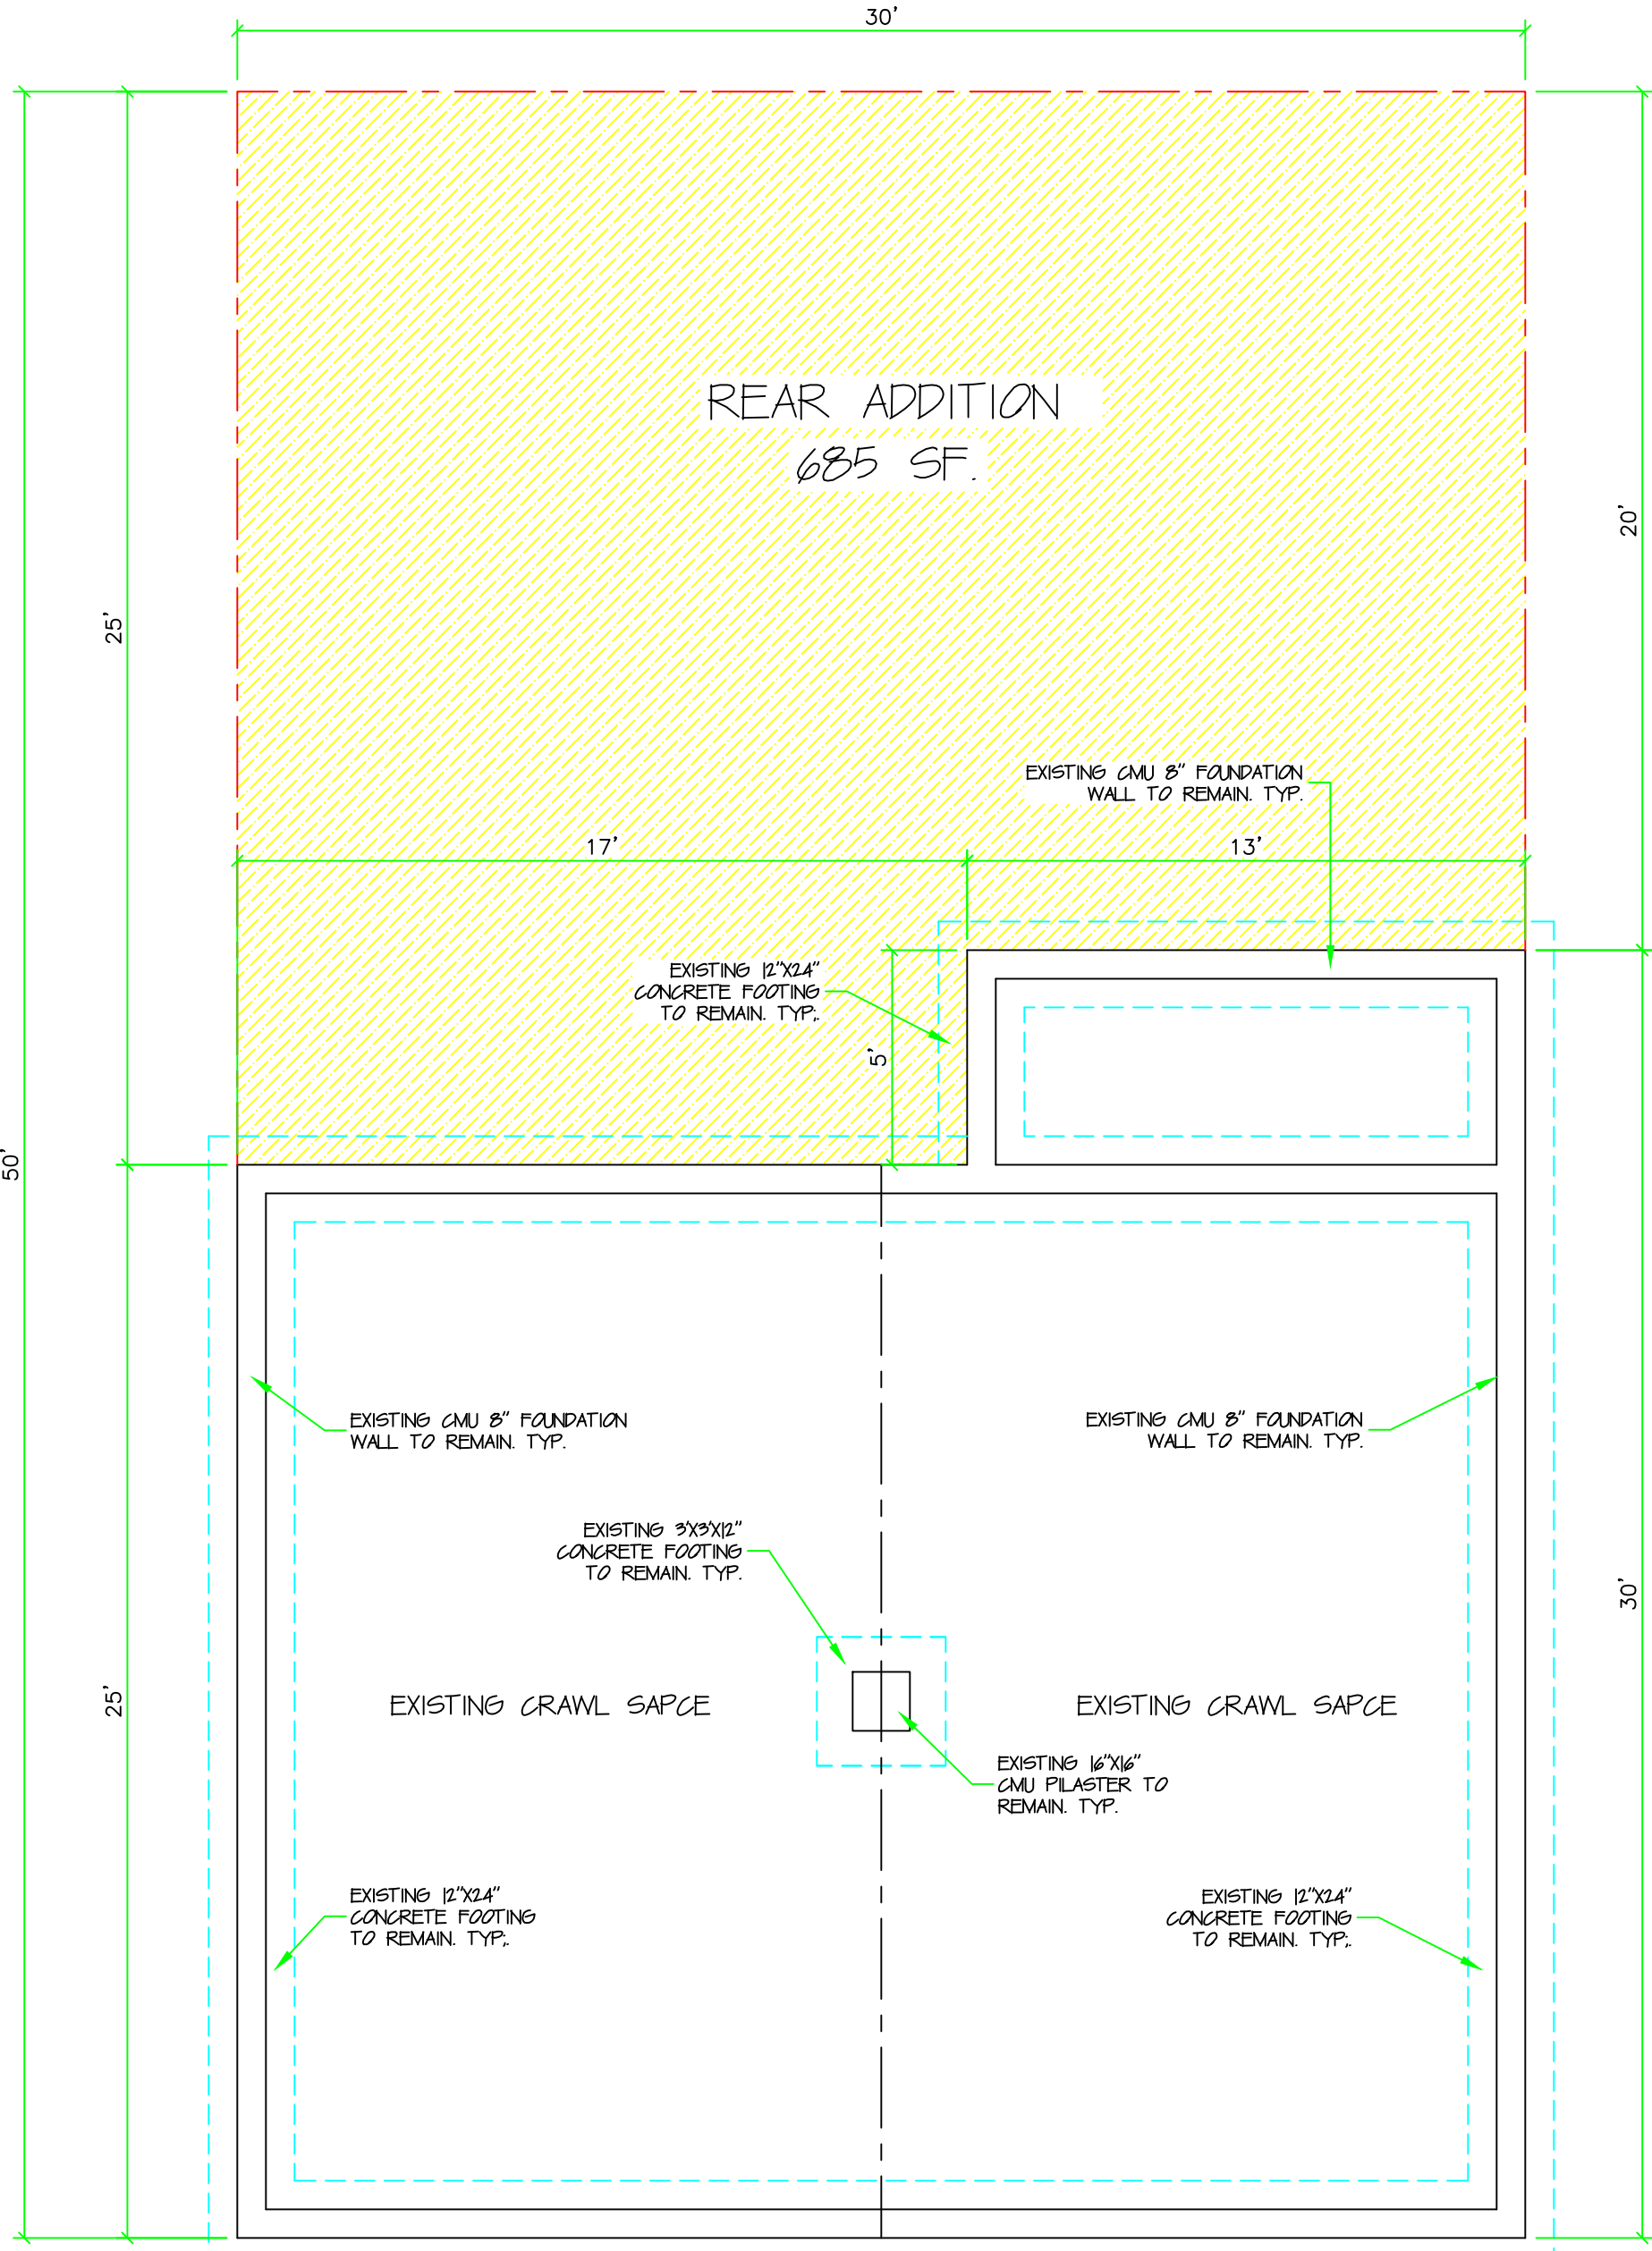 30'
REAR ADDITION
685 SF.
20'
25'
EXISTING CMU 8" FOUNDATION
WALL TO REMAIN. TYP.
17'
13'
EXISTING 12"X24"
CONCRETE FOOTING
TO REMAIN. TYP;.
5'
50'
EXISTING CMU 8" FOUNDATION
WALL TO REMAIN. TYP.
EXISTING CMU 8" FOUNDATION
WALL TO REMAIN. TYP.
EXISTING 3'X3'X12"
CONCRETE FOOTING
TO REMAIN. TYP.
30'
25'
EXISTING CRAWL SAPCE
EXISTING CRAWL SAPCE
EXISTING 16"X16"
CMU PILASTER TO
REMAIN. TYP.
EXISTING 12"X24"
CONCRETE FOOTING
TO REMAIN. TYP;.
EXISTING 12"X24"
CONCRETE FOOTING
TO REMAIN. TYP;.